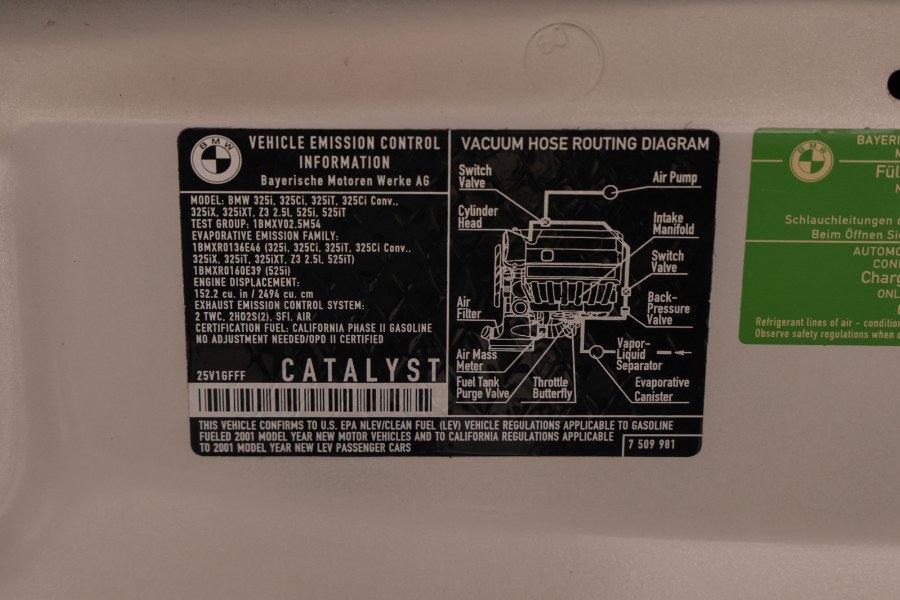 BMW
VEHICLE EMISSION CONTROL
INFORMATION
Bayerische Motoren Werke AG
MODEL: BMW 325i, 325Ci, 325iT, 325Ci Conv.,
325iX, 325iXT, Z3 2.5l, 525i, 525iT
TEST GROUP: 1BMXV02.5M54
EVAPORATIVE EMISSION FAMILY:
1BMXR0136E46 (325i, 325Ci, 325iT, 325Ci Conv.,
325iX, 325iT, 325iXT, Z3 2.5l, 525iT)
1BMXR0160E39 (525i)
ENGINE DISPLACEMENT:
152.2 cu. in / 2494 cu. cm
EXHAUST EMISSION CONTROL SYSTEM:
2 TWC, 2HO2S(2), SFI, AIR
CERTIFICATION FUEL: CALIFORNIA PHASE II GASOLINE
NO ADJUSTMENT NEEDED/OPD II CERTIFIED
25V1GFFF
CATALYST
VACUUM HOSE ROUTING DIAGRAM
Switch
Valve
Air Pump
Cylinder
Head
Intake
Manifold
Switch
Valve
Air
Filter
Back-
Pressure
Valve
Air Mass
Meter
Vapor-
Liquid
Separator
Fuel Tank
Purge Valve
Throttle
Butterfly
Evaporative
Canister
THIS VEHICLE CONFORMS TO U.S. EPA NLEV/CLEAN FUEL (LEV) VEHICLE REGULATIONS APPLICABLE TO GASOLINE
FUELED 2001 MODEL YEAR NEW MOTOR VEHICLES AND TO CALIFORNIA REGULATIONS APPLICABLE
TO 2001 MODEL YEAR NEW LEV PASSENGER CARS
7 509 981
BMW
BAYER
Fül
Schlauchleitungen
Beim Öffnen Sie
AUTOMO
CON
Charg
ONL
Refrigerant lines of air - condition
Observe safety regulations when